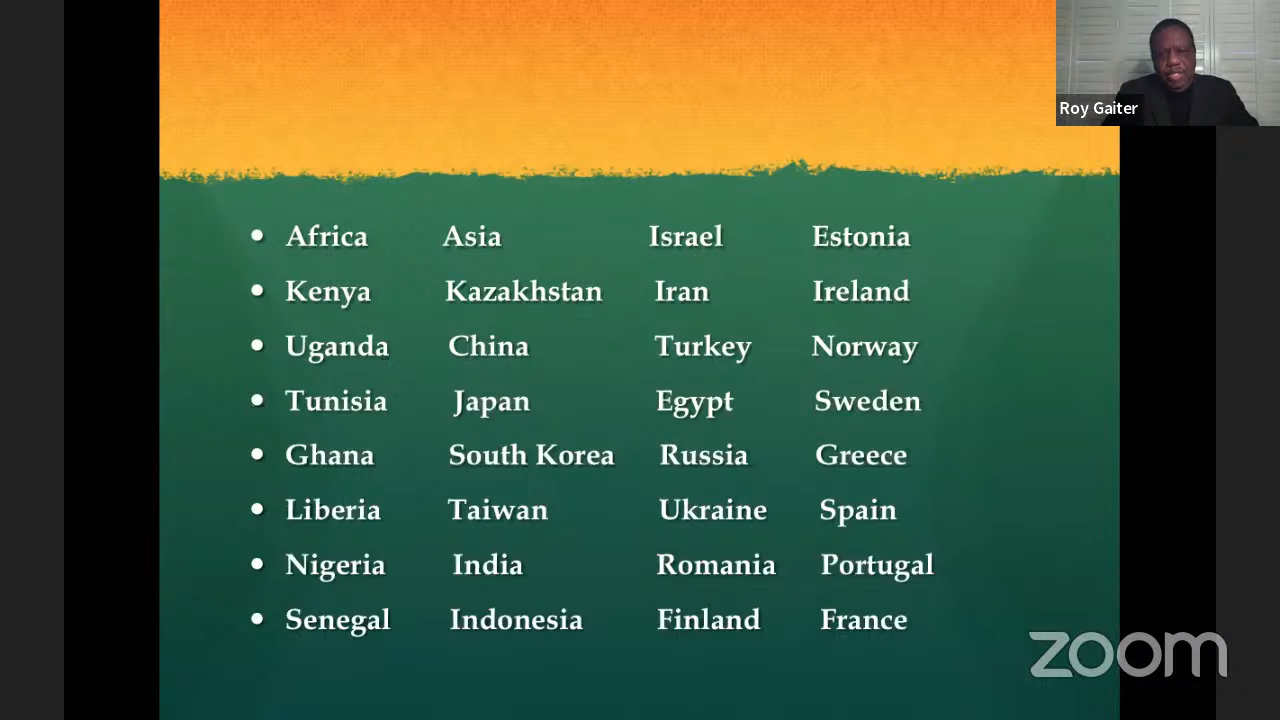 Roy Gaiter
• Africa Asia Israel Estonia
• Kenya Kazakhstan Iran Ireland
• Uganda China Turkey Norway
• Tunisia Japan Egypt Sweden
• Ghana South Korea Russia Greece
• Liberia Taiwan Ukraine Spain
• Nigeria India Romania Portugal
• Senegal Indonesia Finland France
zoom